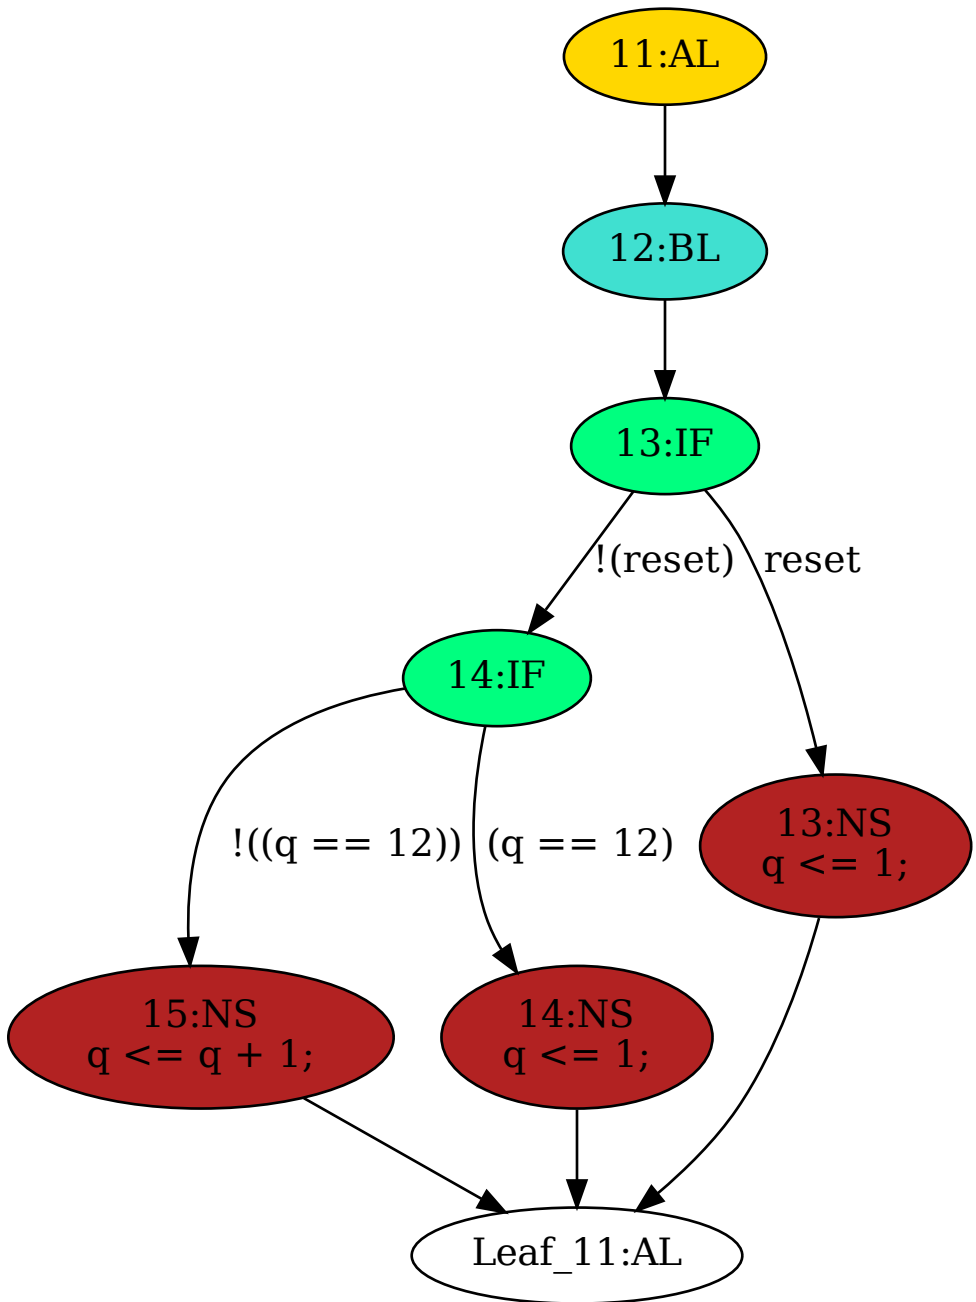 11:AL
12:BL
13:IF
!(reset)
reset
14:IF
!((q == 12))
(q == 12)
13:NS
q <= 1;
15:NS
q <= q + 1;
14:NS
q <= 1;
Leaf_11:AL